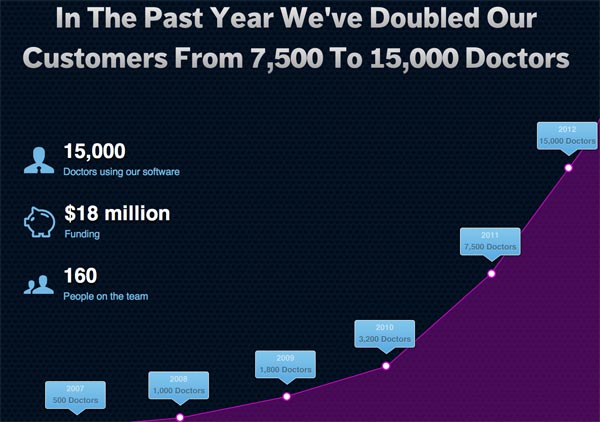 In The Past Year We've Doubled Our
Customers From 7,500 To 15,000 Doctors
15,000
Doctors using our software
$18 million
Funding
160
People on the team
2012
15,000 Doctors
2011
7,500 Doctors
2010
3,200 Doctors
2009
1,800 Doctors
2008
1,000 Doctors
2007
500 Doctors